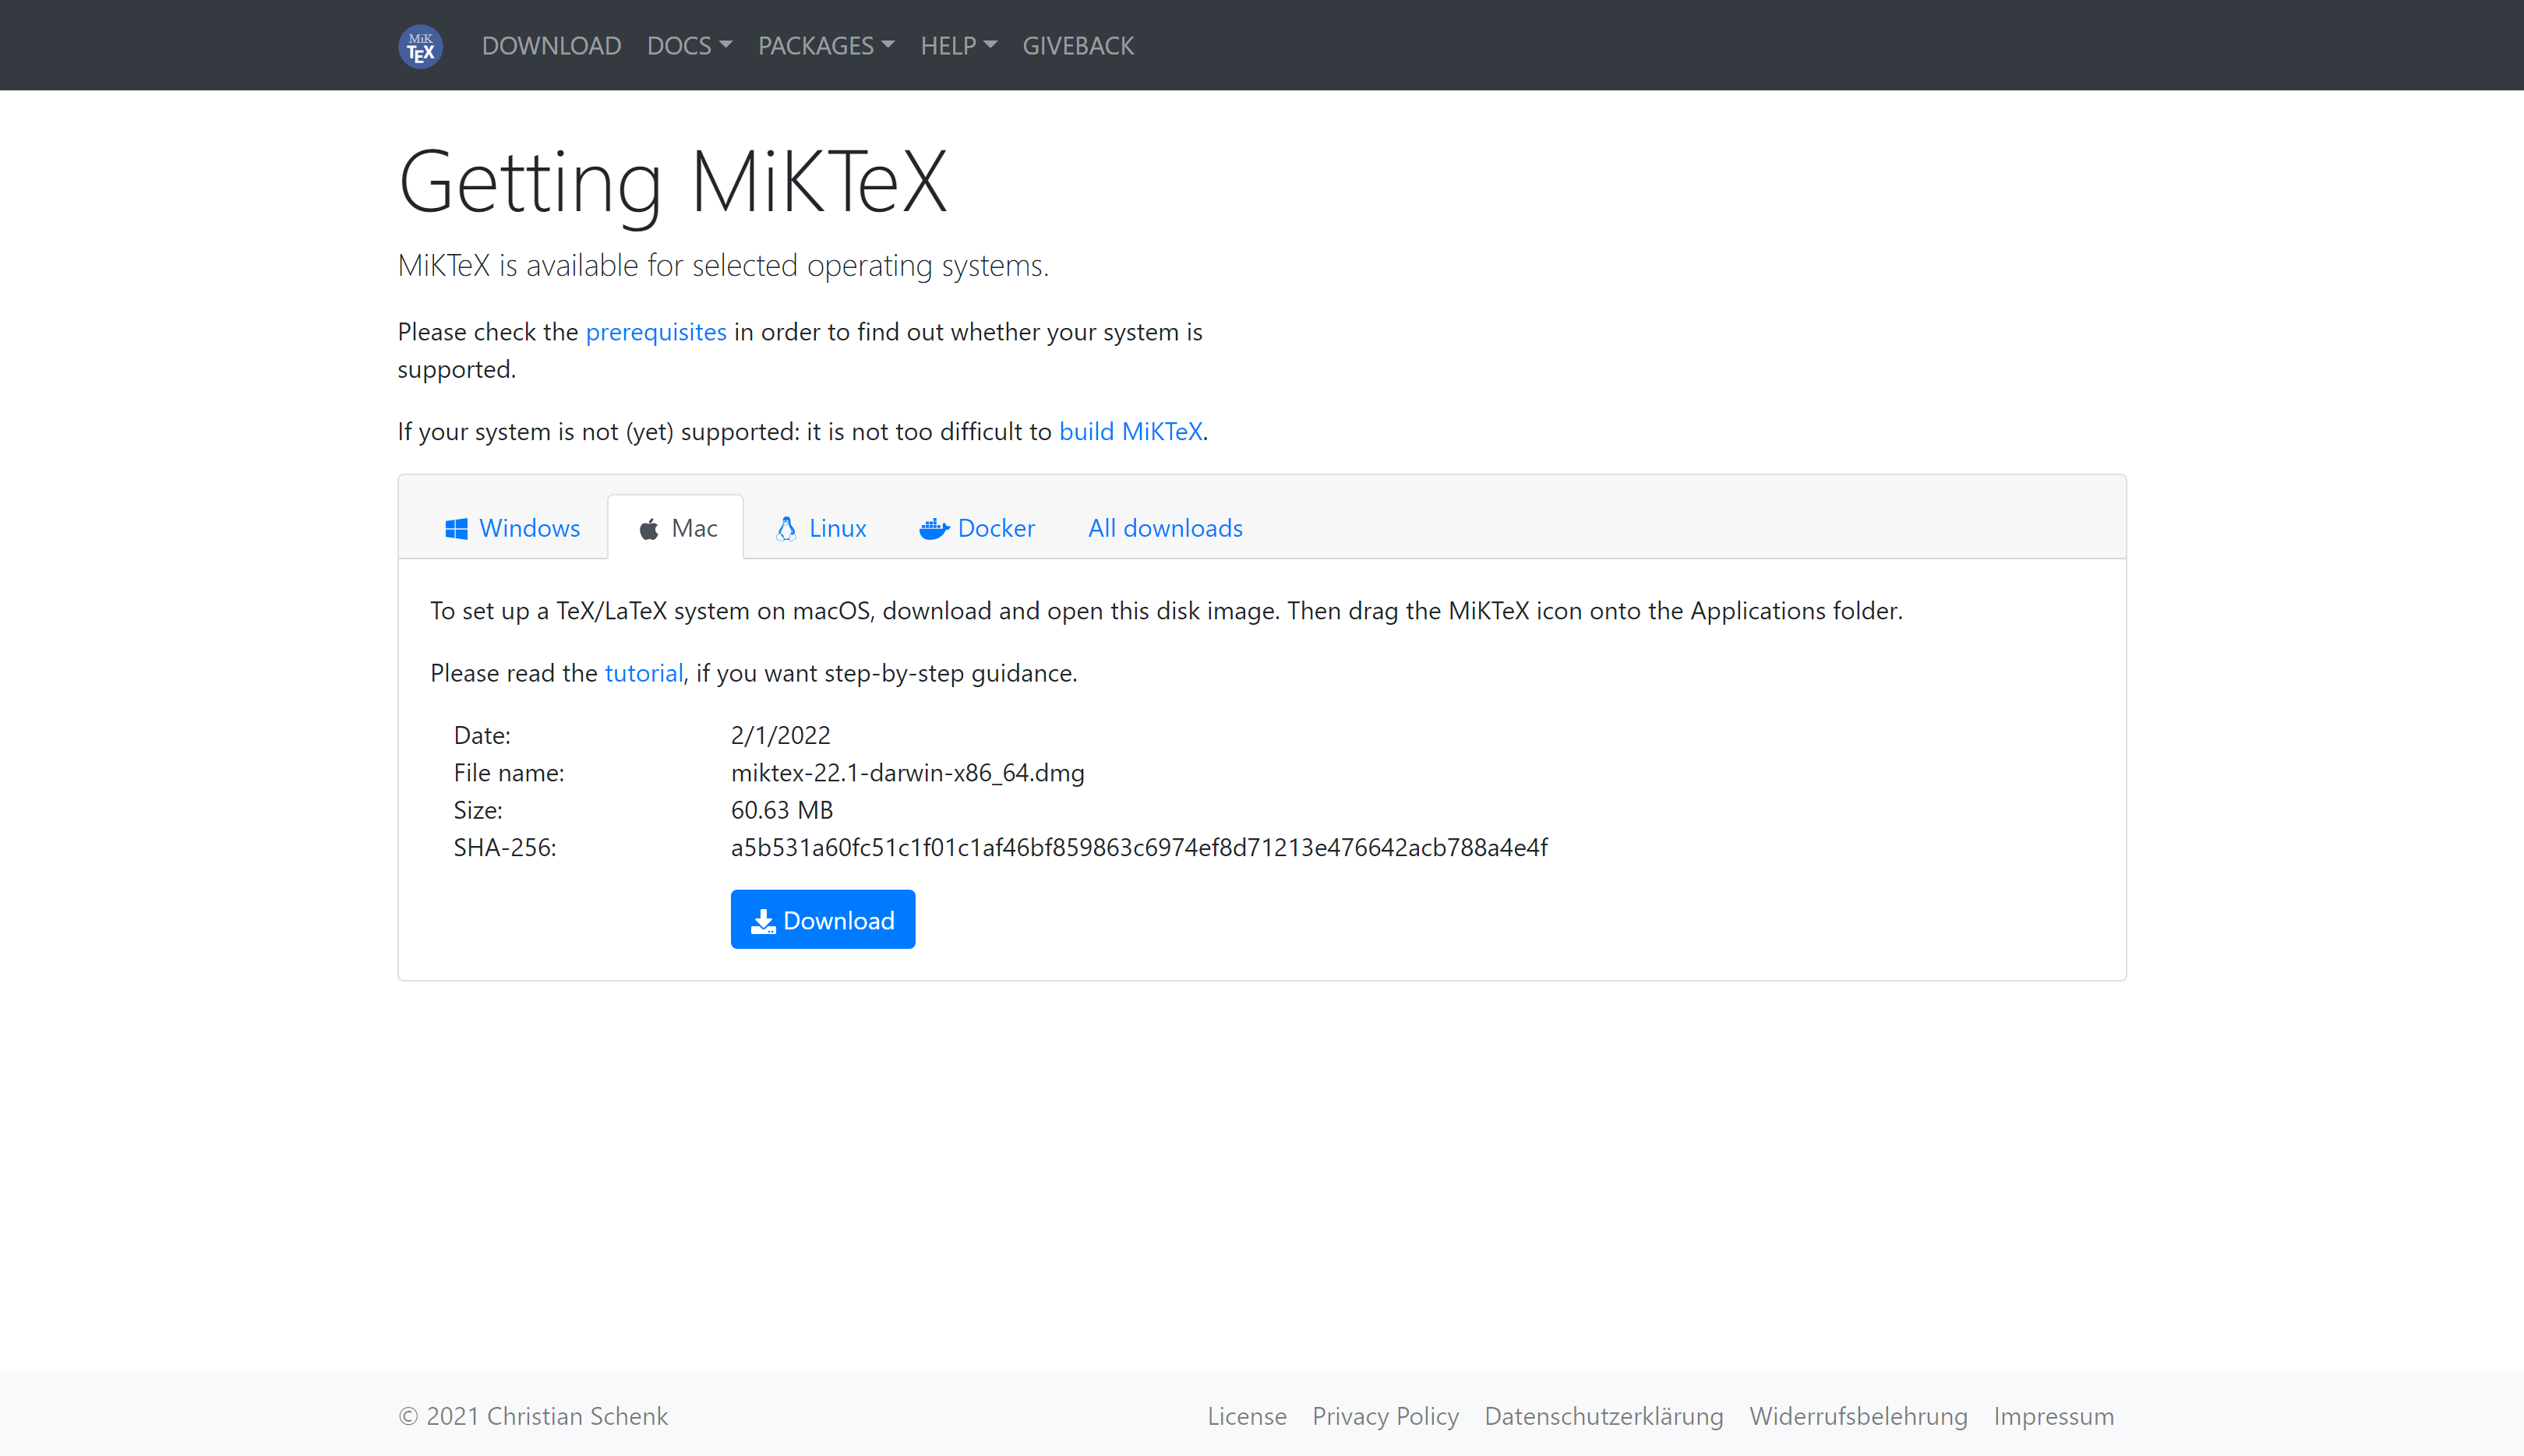 MiK
TEX
DOWNLOAD DOCS PACKAGES HELP GIVEBACK
Getting MiKTeX
MiKTeX is available for selected operating systems.
Please check the prerequisites in order to find out whether your system is
supported.
If your system is not (yet) supported: it is not too difficult to build MiKTeX.
Windows Mac Linux Docker All downloads
To set up a TeX/LaTeX system on macOS, download and open this disk image. Then drag the MiKTeX icon onto the Applications folder.
Please read the tutorial, if you want step-by-step guidance.
Date: 2/1/2022
File name: miktex-22.1-darwin-x86_64.dmg
Size: 60.63 MB
SHA-256: a5b531a60fc51c1f01c1af46bf859863c6974ef8d71213e476642acb788a4e4f
Download
© 2021 Christian Schenk License Privacy Policy Datenschutzerklärung Widerrufsbelehrung Impressum